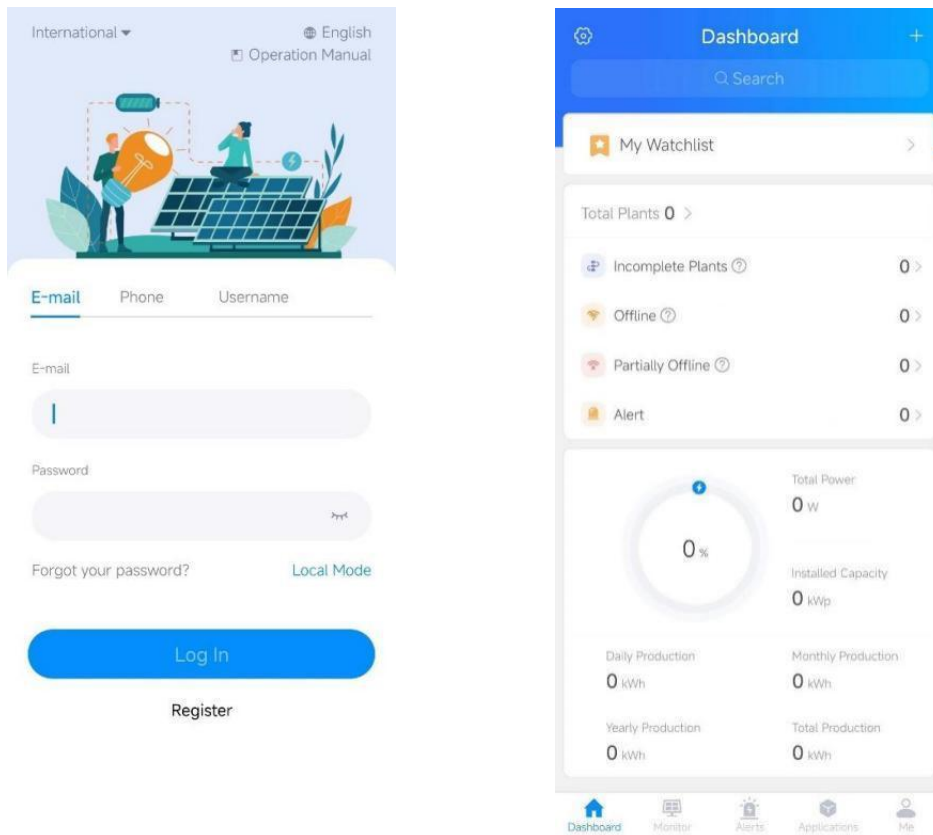 International
English
Operation Manual
E-mail Phone Username
E-mail
Password
Forgot your password? Local Mode
Log In
Register
Dashboard +
Search
My Watchlist
Total Plants 0
Incomplete Plants ? 0
Offline ? 0
Partially Offline ? 0
Alert 0
Total Power
0 W
0 %
Installed Capacity
0 kWp
Daily Production Monthly Production
0 kWh 0 kWh
Yearly Production Total Production
0 kWh 0 kWh
Dashboard Monitor Alerts Applications Me